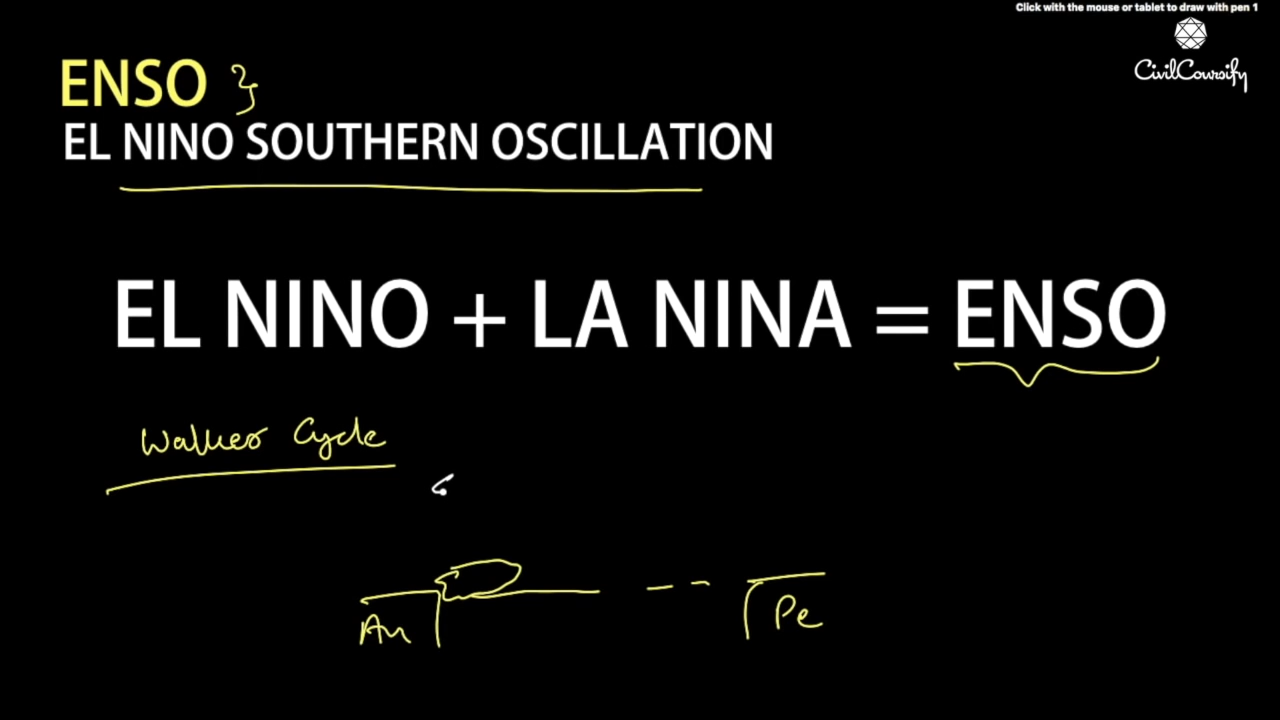 Click with the mouse or tablet to draw with pen 1
CivilCoursify
ENSO
EL NINO SOUTHERN OSCILLATION
EL NINO + LA NINA = ENSO
Walker Cycle
Au
Pe